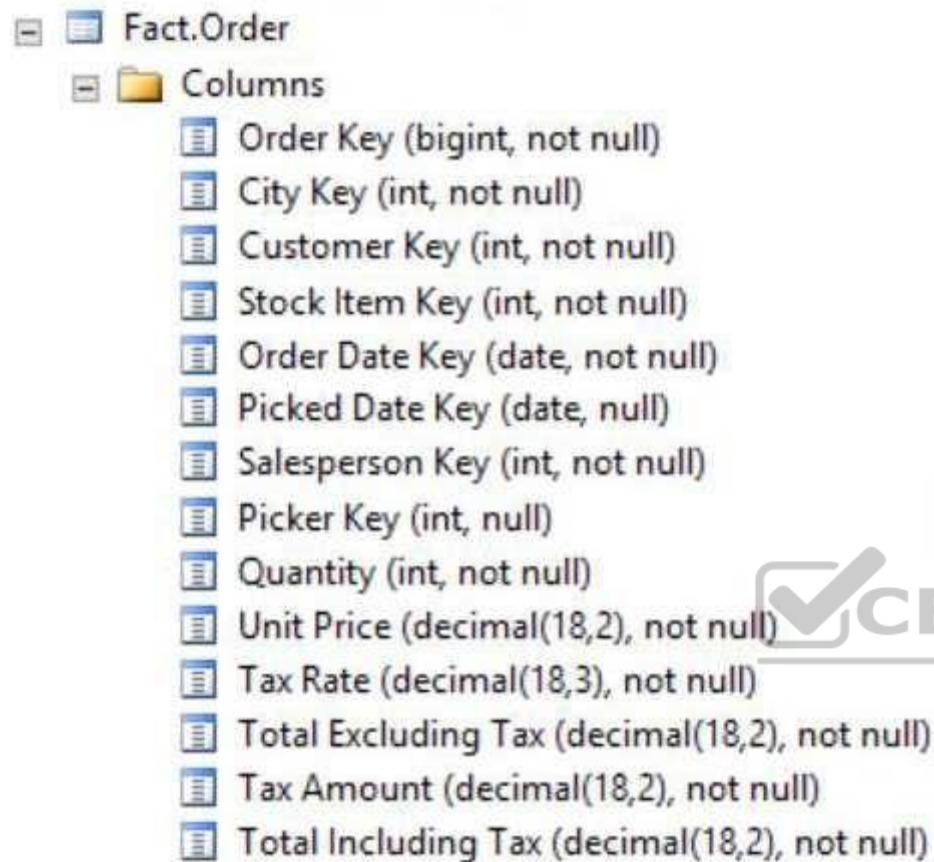 Fact.Order
Columns
Order Key (bigint, not null)
City Key (int, not null)
Customer Key (int, not null)
Stock Item Key (int, not null)
Order Date Key (date, not null)
Picked Date Key (date, null)
Salesperson Key (int, not null)
Picker Key (int, null)
Quantity (int, not null)
Unit Price (decimal(18,2), not null)
Tax Rate (decimal(18,3), not null)
Total Excluding Tax (decimal(18,2), not null)
Tax Amount (decimal(18,2), not null)
Total Including Tax (decimal(18,2), not null)